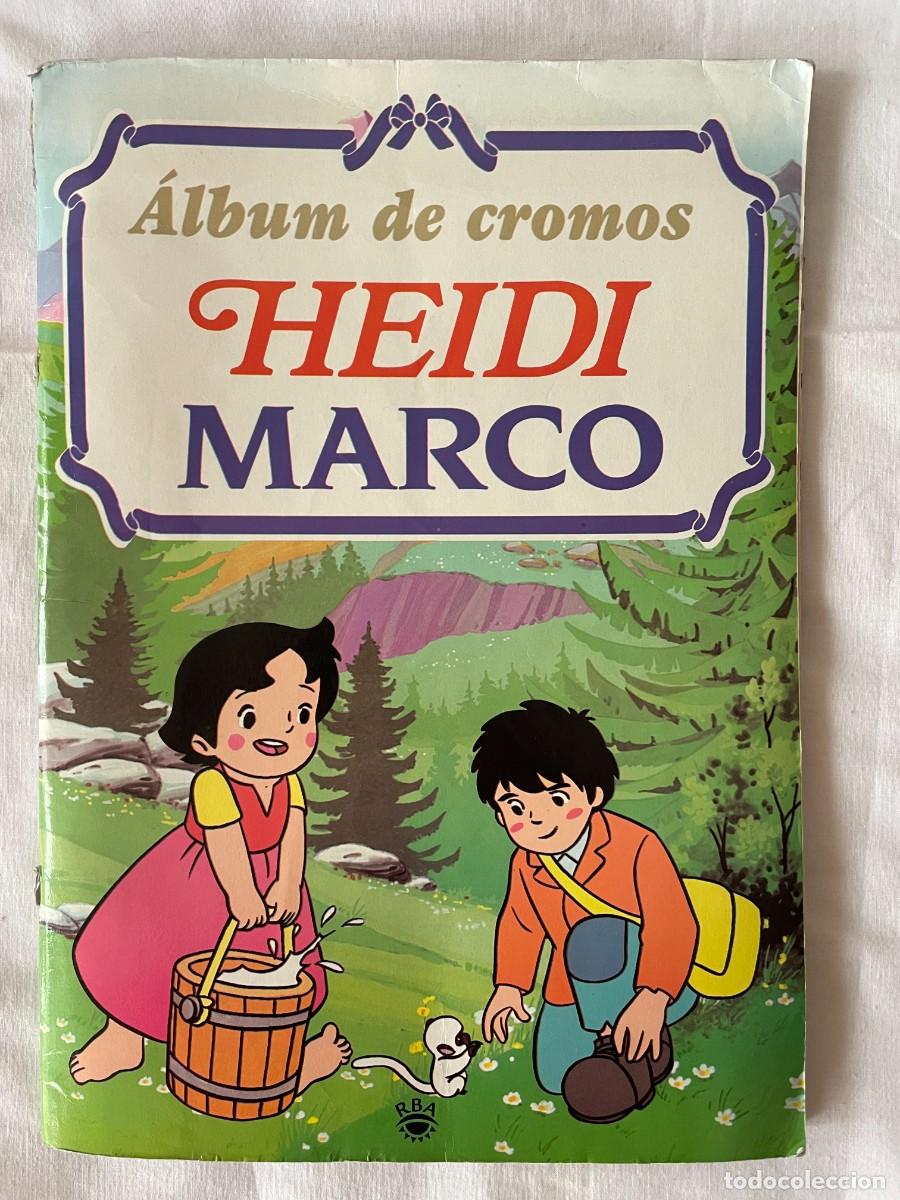 Álbum de cromos
HEIDI
MARCO
RBA
todocoleccion